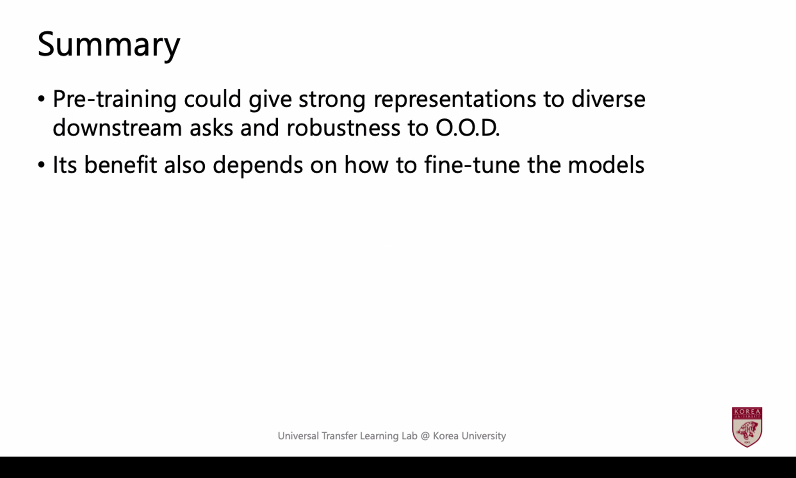 Summary
• Pre-training could give strong representations to diverse
downstream asks and robustness to O.O.D.
• Its benefit also depends on how to fine-tune the models
Universal Transfer Learning Lab @ Korea University
KOREA